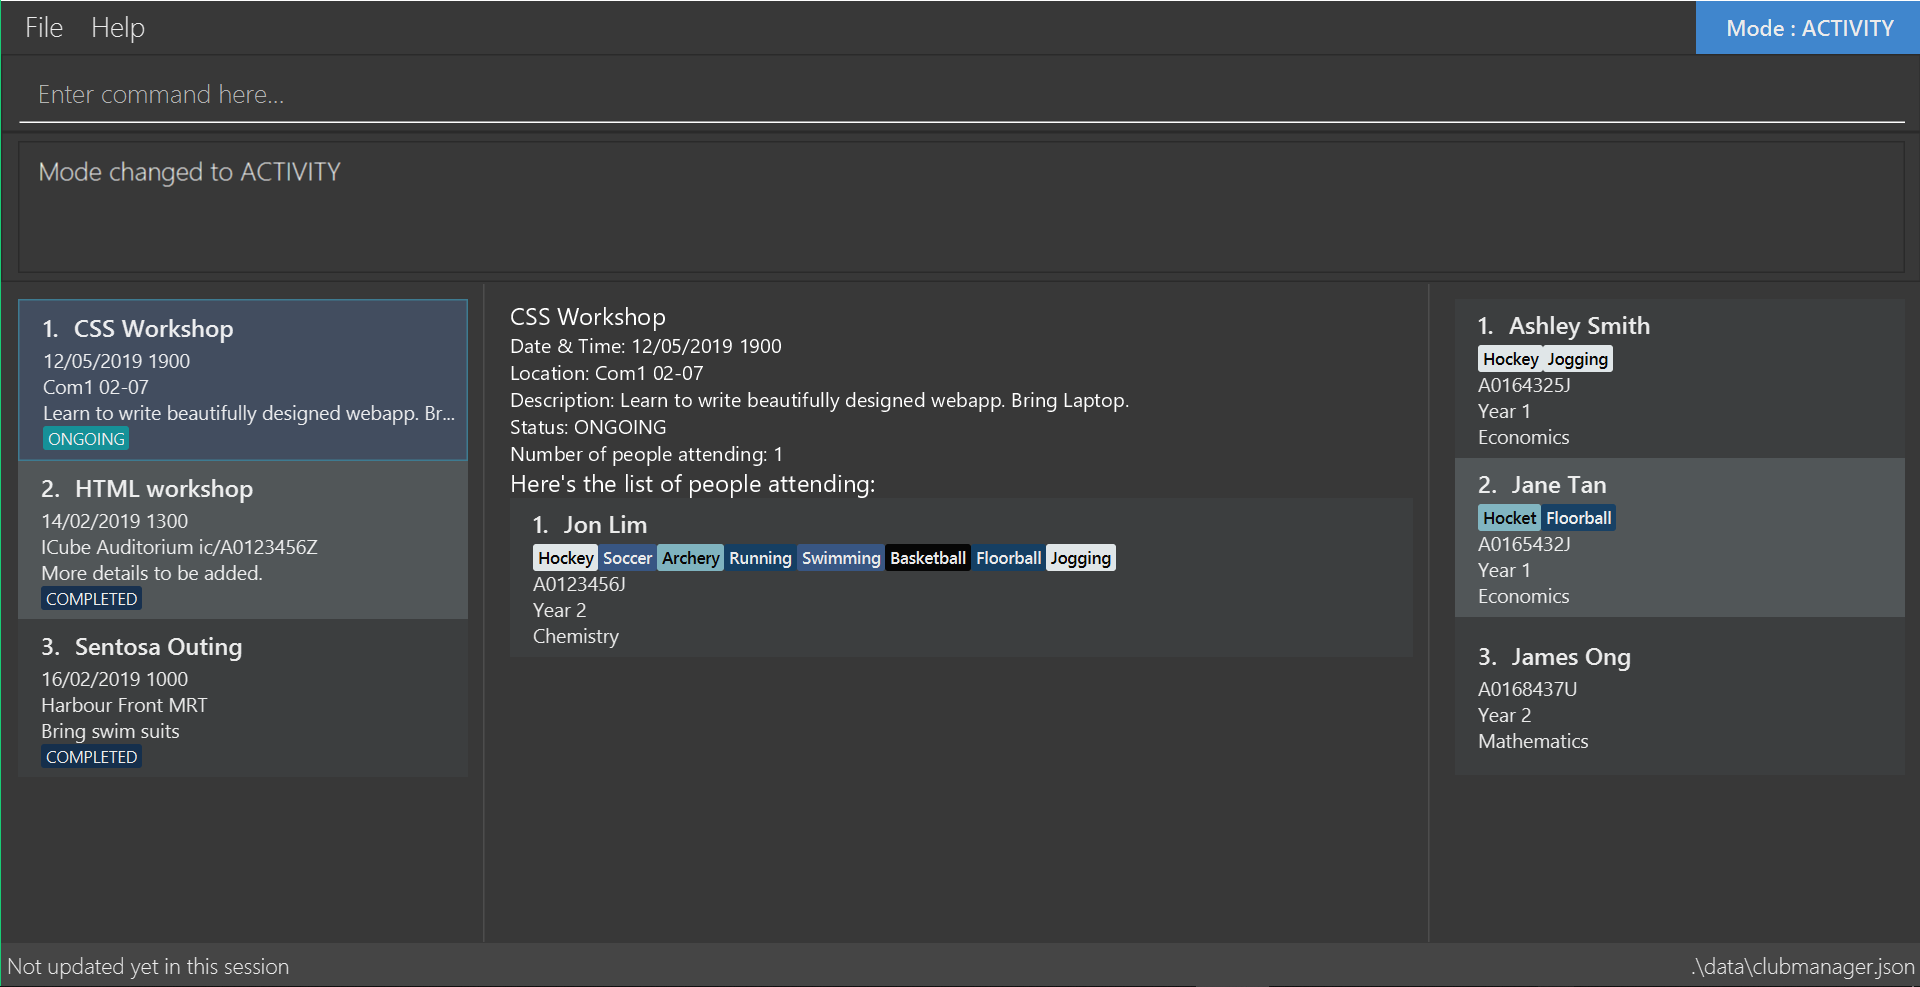 File Help Mode : ACTIVITY
Enter command here...
Mode changed to ACTIVITY
1. CSS Workshop
12/05/2019 1900
Com1 02-07
Learn to write beautifully designed webapp. Br...
ONGOING
2. HTML workshop
14/02/2019 1300
ICube Auditorium ic/A0123456Z
More details to be added.
COMPLETED
3. Sentosa Outing
16/02/2019 1000
Harbour Front MRT
Bring swim suits
COMPLETED
CSS Workshop
Date & Time: 12/05/2019 1900
Location: Com1 02-07
Description: Learn to write beautifully designed webapp. Bring Laptop.
Status: ONGOING
Number of people attending: 1
Here's the list of people attending:
1. Jon Lim
Hockey Soccer Archery Running Swimming Basketball Floorball Jogging
A0123456J
Year 2
Chemistry
1. Ashley Smith
Hockey Jogging
A0164325J
Year 1
Economics
2. Jane Tan
Hocket Floorball
A0165432J
Year 1
Economics
3. James Ong
A0168437U
Year 2
Mathematics
Not updated yet in this session .\data\clubmanager.json